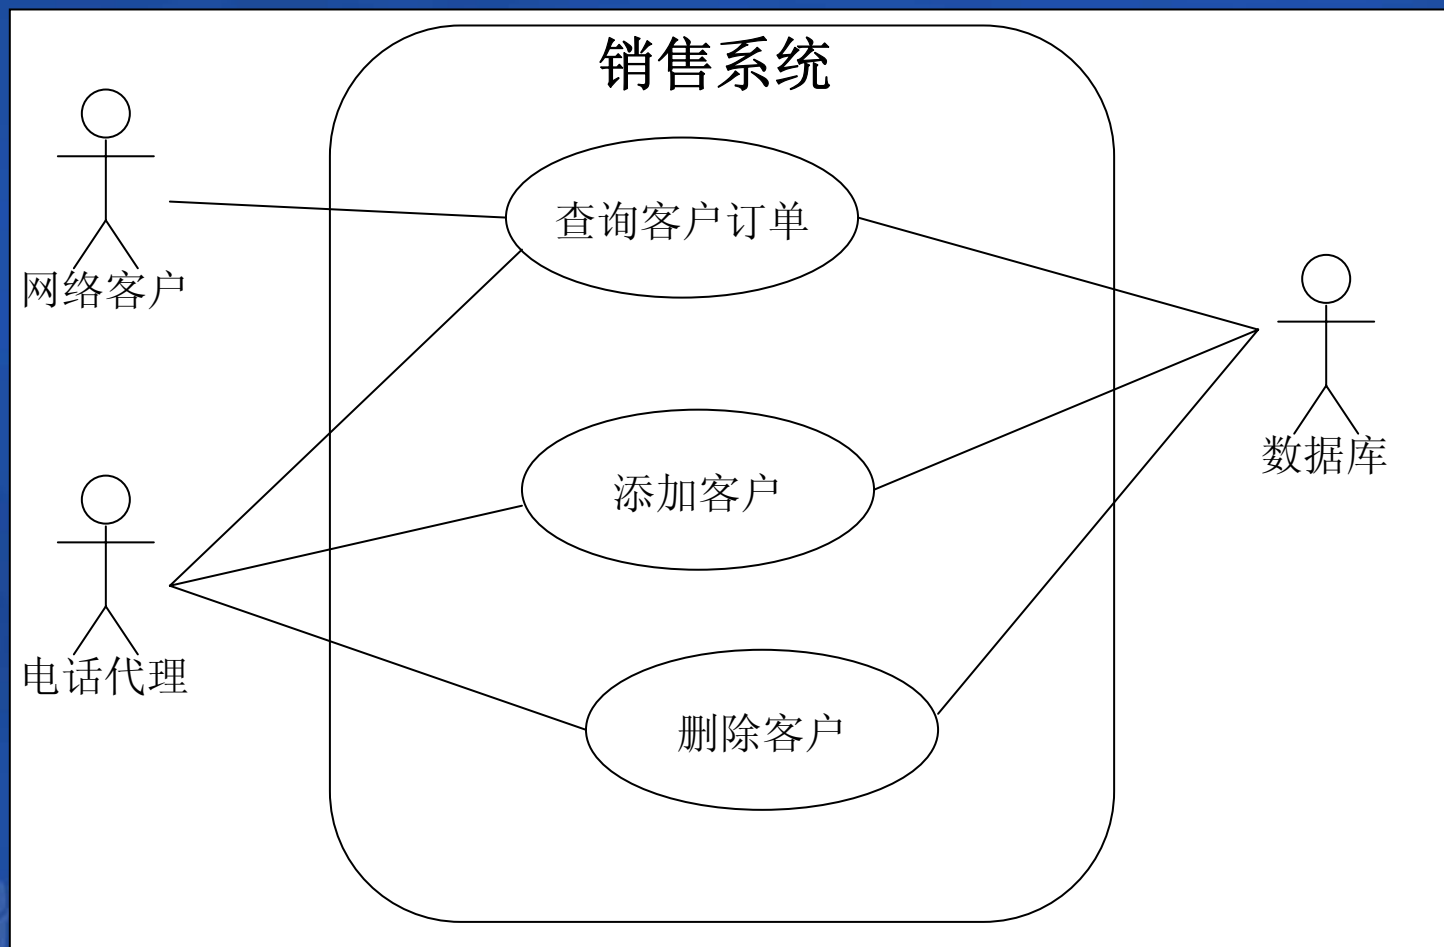 销售系统
网络客户
查询客户订单
数据库
添加客户
电话代理
删除客户